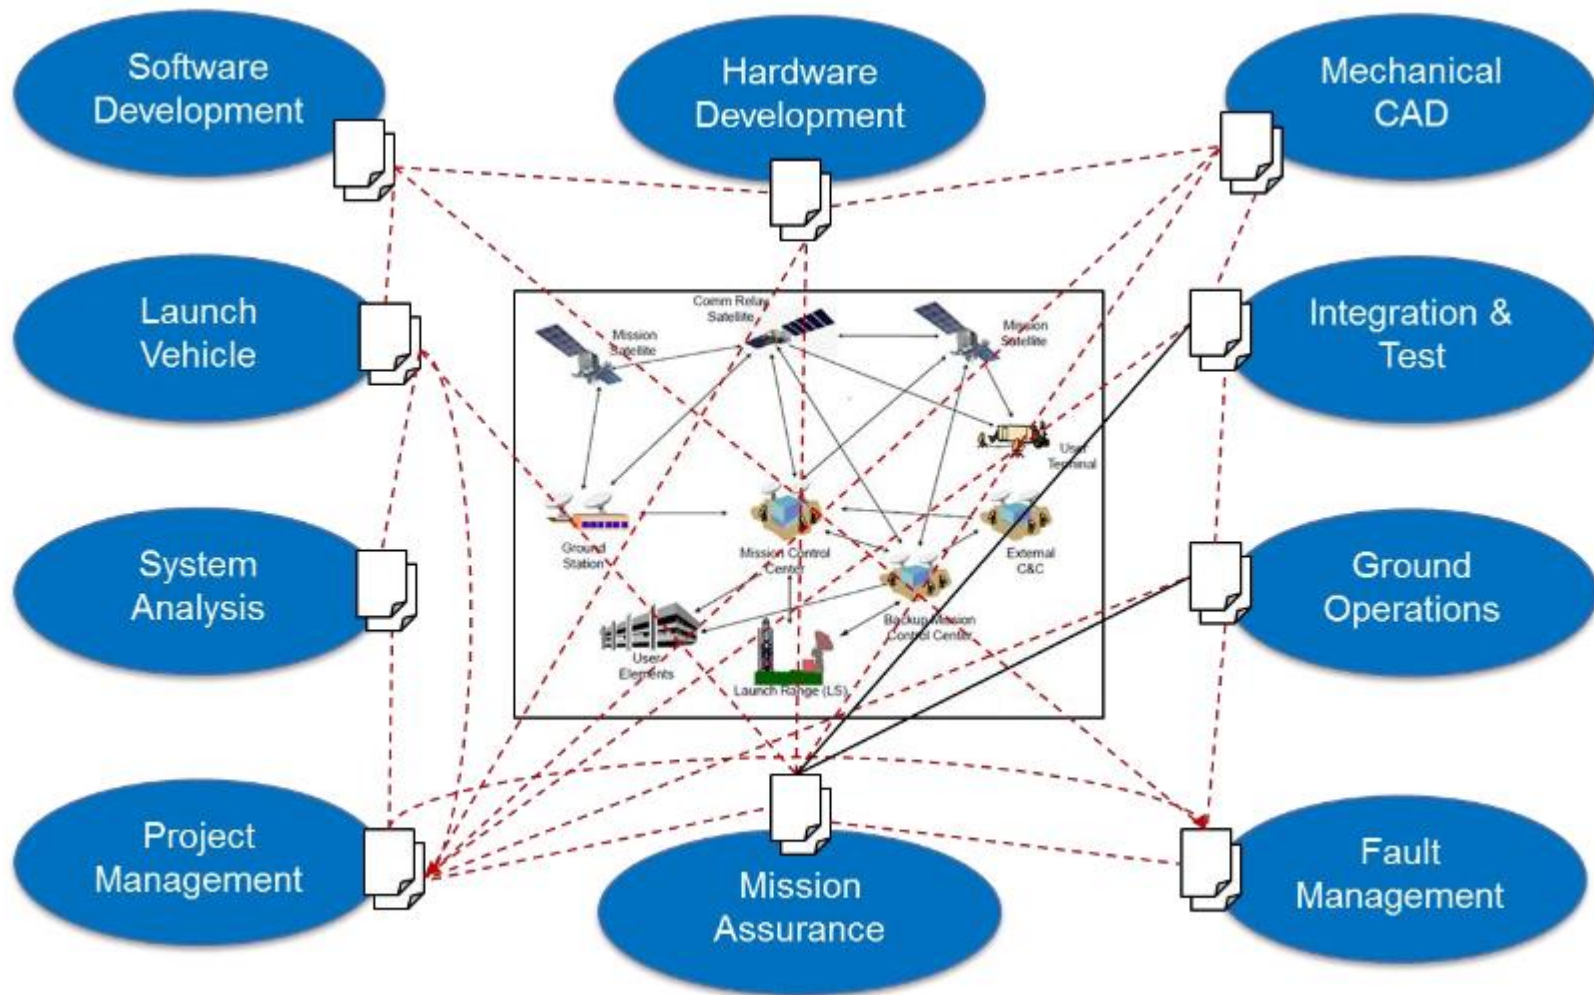 Software
Development
Hardware
Development
Mechanical
CAD
Launch
Vehicle
Integration &
Test
System
Analysis
Ground
Operations
Project
Management
Mission
Assurance
Fault
Management
Comm Relay
Satellite
Mission
Satellite
Mission
Satellite
User
Terminal
Ground
Station
Mission Control
Center
External
C&C
User
Elements
Launch Range (LS)
Backup Mission
Control Center